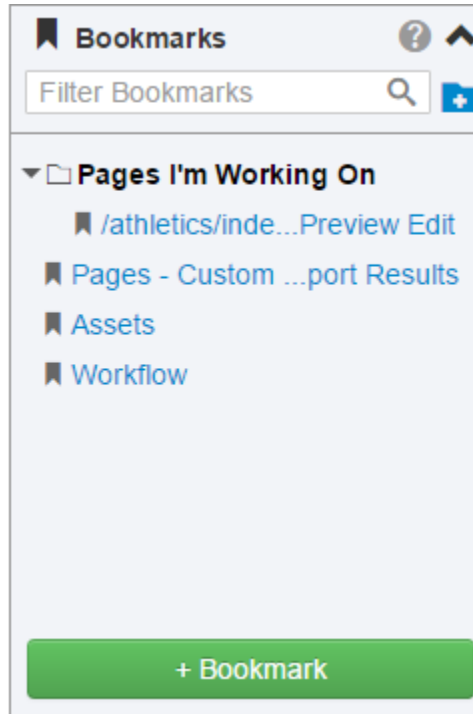 Bookmarks
Filter Bookmarks
Pages I'm Working On
/athletics/inde...Preview Edit
Pages - Custom ...port Results
Assets
Workflow
+ Bookmark